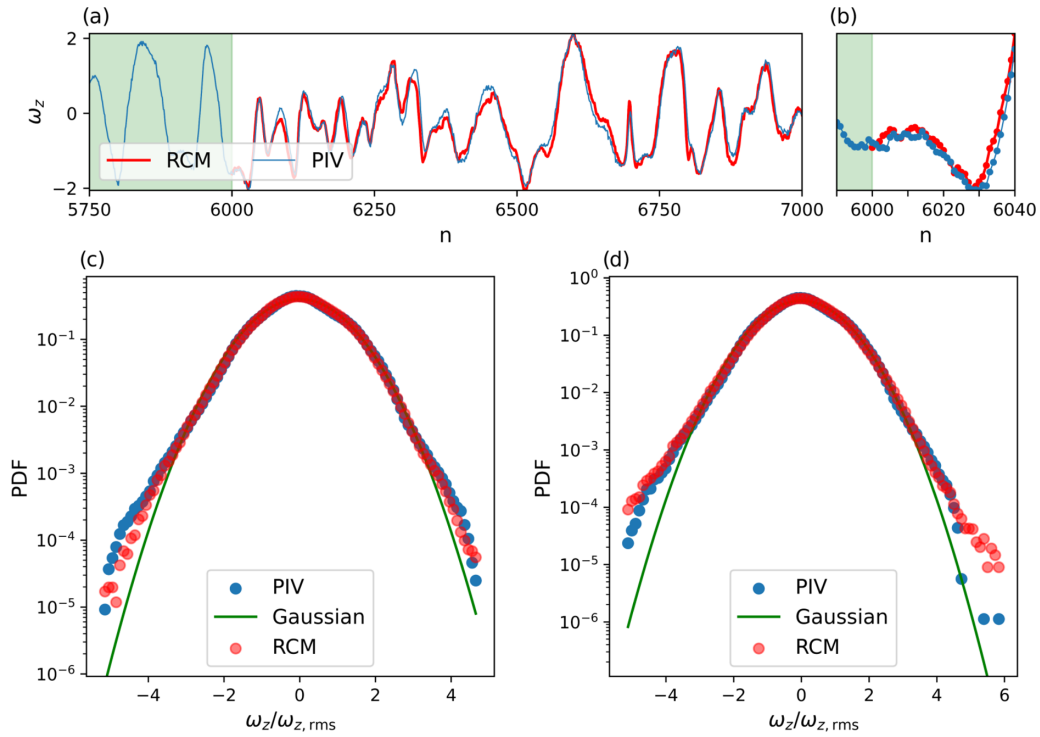 (a)
(b)
ω_z
2
0
−2
RCM
PIV
5750
6000
6250
6500
6750
7000
n
6000
6020
6040
n
(c)
(d)
PDF
10^−1
10^−2
10^−3
10^−4
10^−5
10^−6
PIV
Gaussian
RCM
−4
−2
0
2
4
ω_z/ω_z, rms
PDF
10^0
10^−1
10^−2
10^−3
10^−4
10^−5
10^−6
PIV
Gaussian
RCM
−4
−2
0
2
4
6
ω_z/ω_z, rms